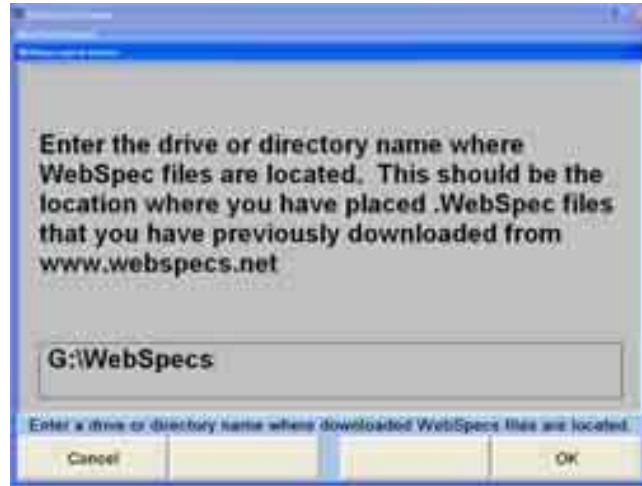 Enter the drive or directory name where
WebSpec files are located. This should be the
location where you have placed .WebSpec files
that you have previously downloaded from
www.webspecs.net
G:\WebSpecs
Enter a drive or directory name where downloaded WebSpecs files are located.
Cancel
OK